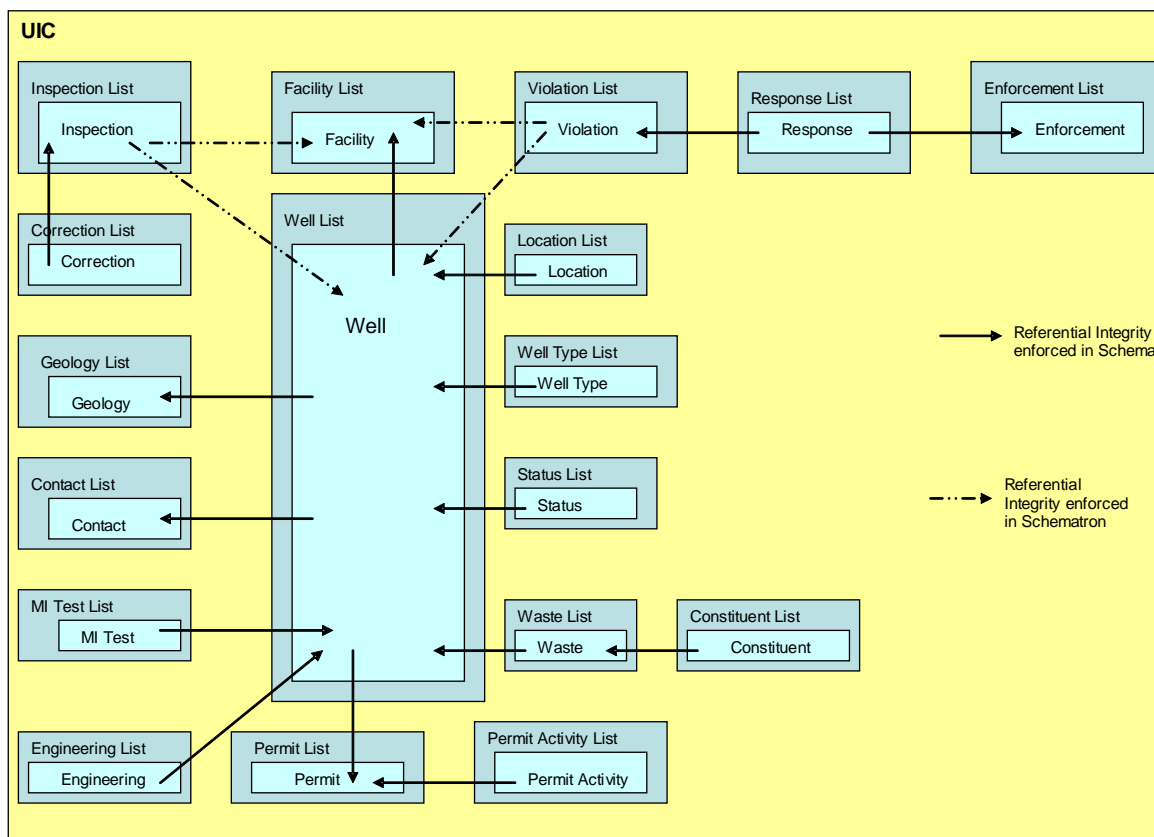 UIC
Inspection List
Inspection
Facility List
Facility
Violation List
Violation
Response List
Response
Enforcement List
Enforcement
Correction List
Correction
Well List
Well
Location List
Location
Referential Integrity
enforced in Schema
Geology List
Geology
Well Type List
Well Type
Contact List
Contact
Status List
Status
Referential
Integrity enforced
in Schematron
MI Test List
MI Test
Waste List
Waste
Constituent List
Constituent
Engineering List
Engineering
Permit List
Permit
Permit Activity List
Permit Activity